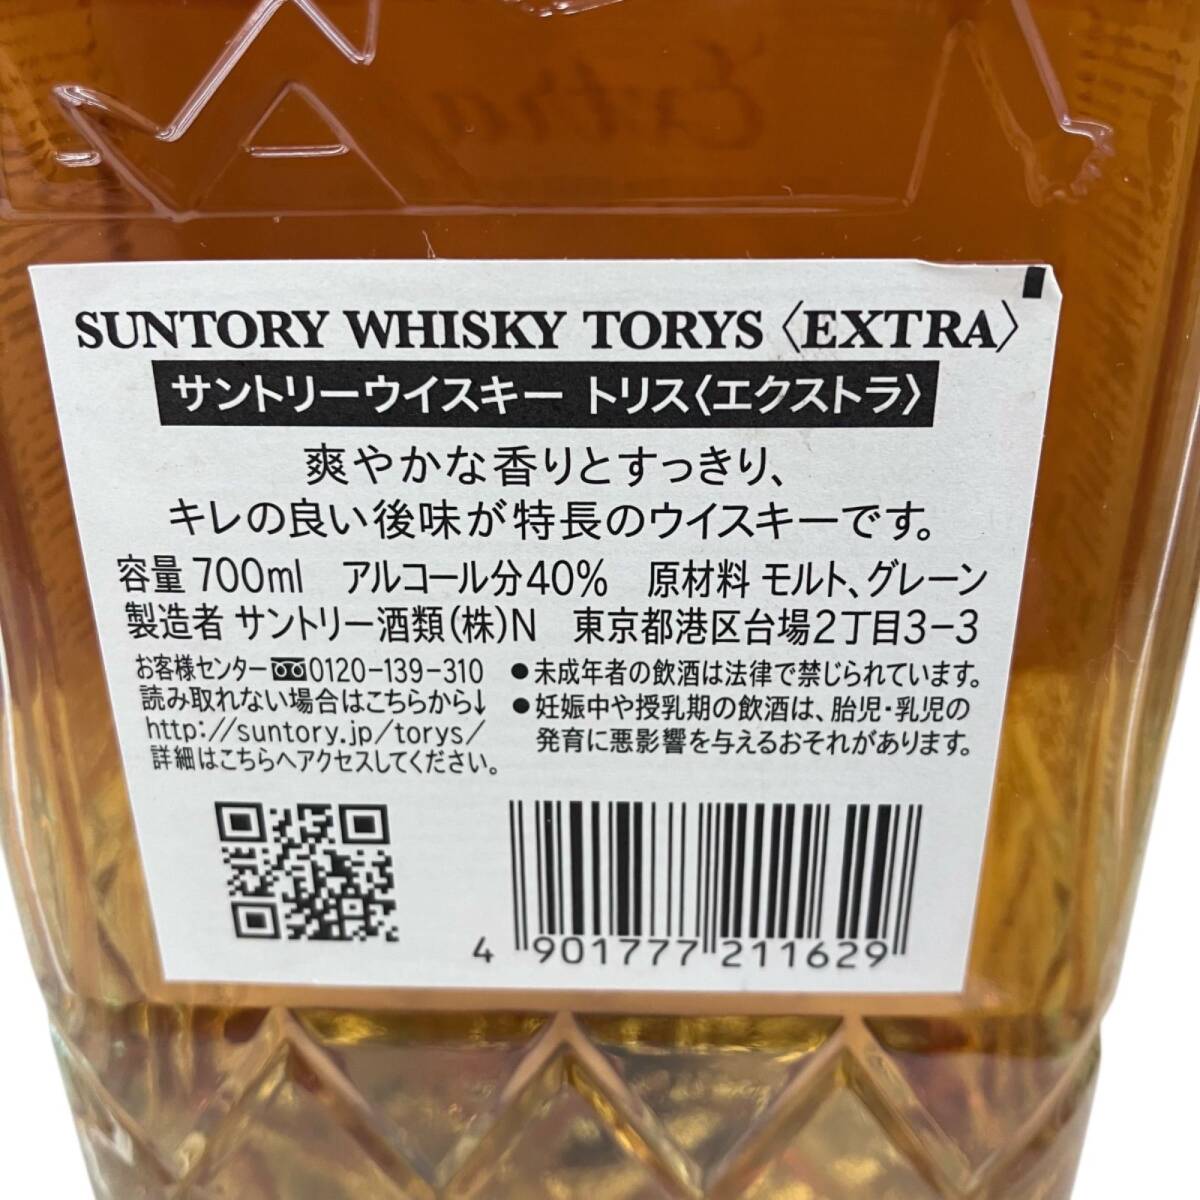 Extra
SUNTORY WHISKY TORYS〈EXTRA〉
サントリーウイスキー トリス〈エクストラ〉
爽やかな香りとすっきり、
キレの良い後味が特長のウイスキーです。
容量 700ml アルコール分40% 原材料 モルト、グレーン
製造者 サントリー酒類(株)N 東京都港区台場2丁目3-3
お客様センター 0120-139-310
読み取れない場合はこちらから↓
http://suntory.jp/torys/
詳細はこちらへアクセスしてください。
●未成年者の飲酒は法律で禁じられています。
●妊娠中や授乳期の飲酒は、胎児・乳児の
発育に悪影響を与えるおそれがあります。
4 901777 211629